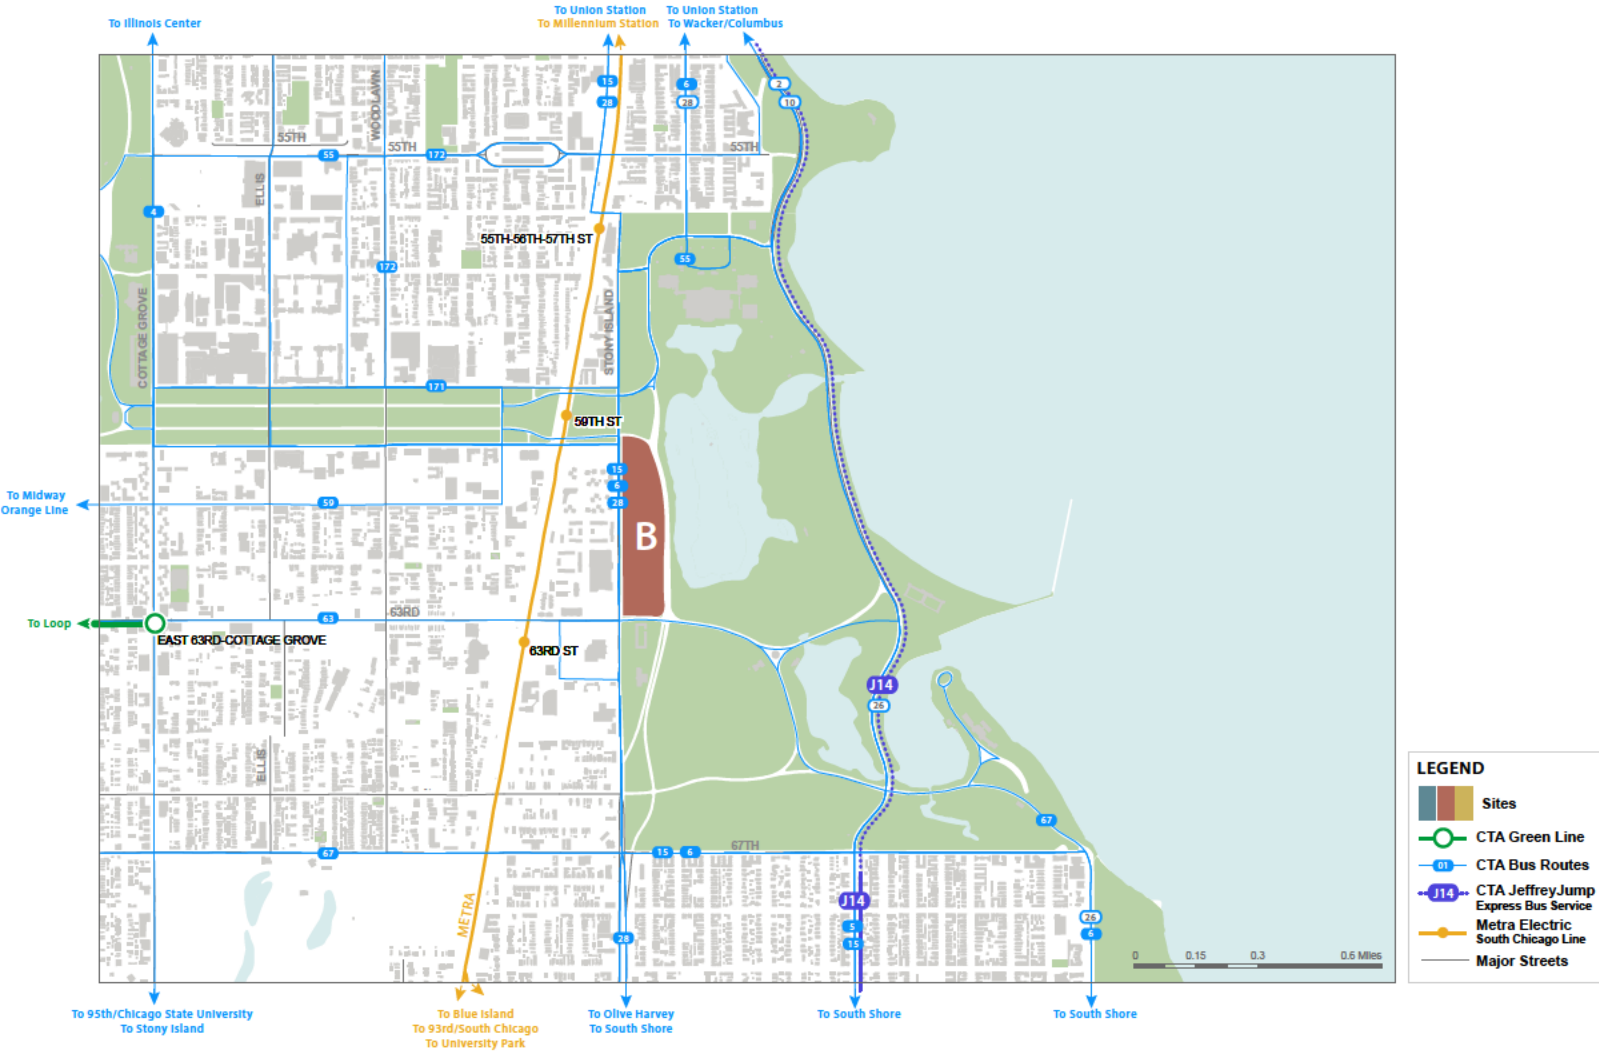 To Illinois Center
To Union Station
To Millennium Station
To Union Station
To Wacker/Columbus
15
28
6
28
2
10
WOODLAWN
55TH
55TH
55TH
55
172
ELLIS
4
55TH-56TH-57TH ST
55
172
COTTAGE GROVE
STONY ISLAND
171
59TH ST
15
6
28
To Midway
Orange Line
59
B
63RD
63
To Loop
EAST 63RD-COTTAGE GROVE
63RD ST
J14
26
ELLIS
67
67TH
67
15
6
METRA
J14
5
15
28
26
6
0
0.15
0.3
0.6 Miles
To 95th/Chicago State University
To Stony Island
To Blue Island
To 93rd/South Chicago
To University Park
To Olive Harvey
To South Shore
To South Shore
To South Shore
LEGEND
Sites
CTA Green Line
01
CTA Bus Routes
J14
CTA JeffreyJump
Express Bus Service
Metra Electric
South Chicago Line
Major Streets